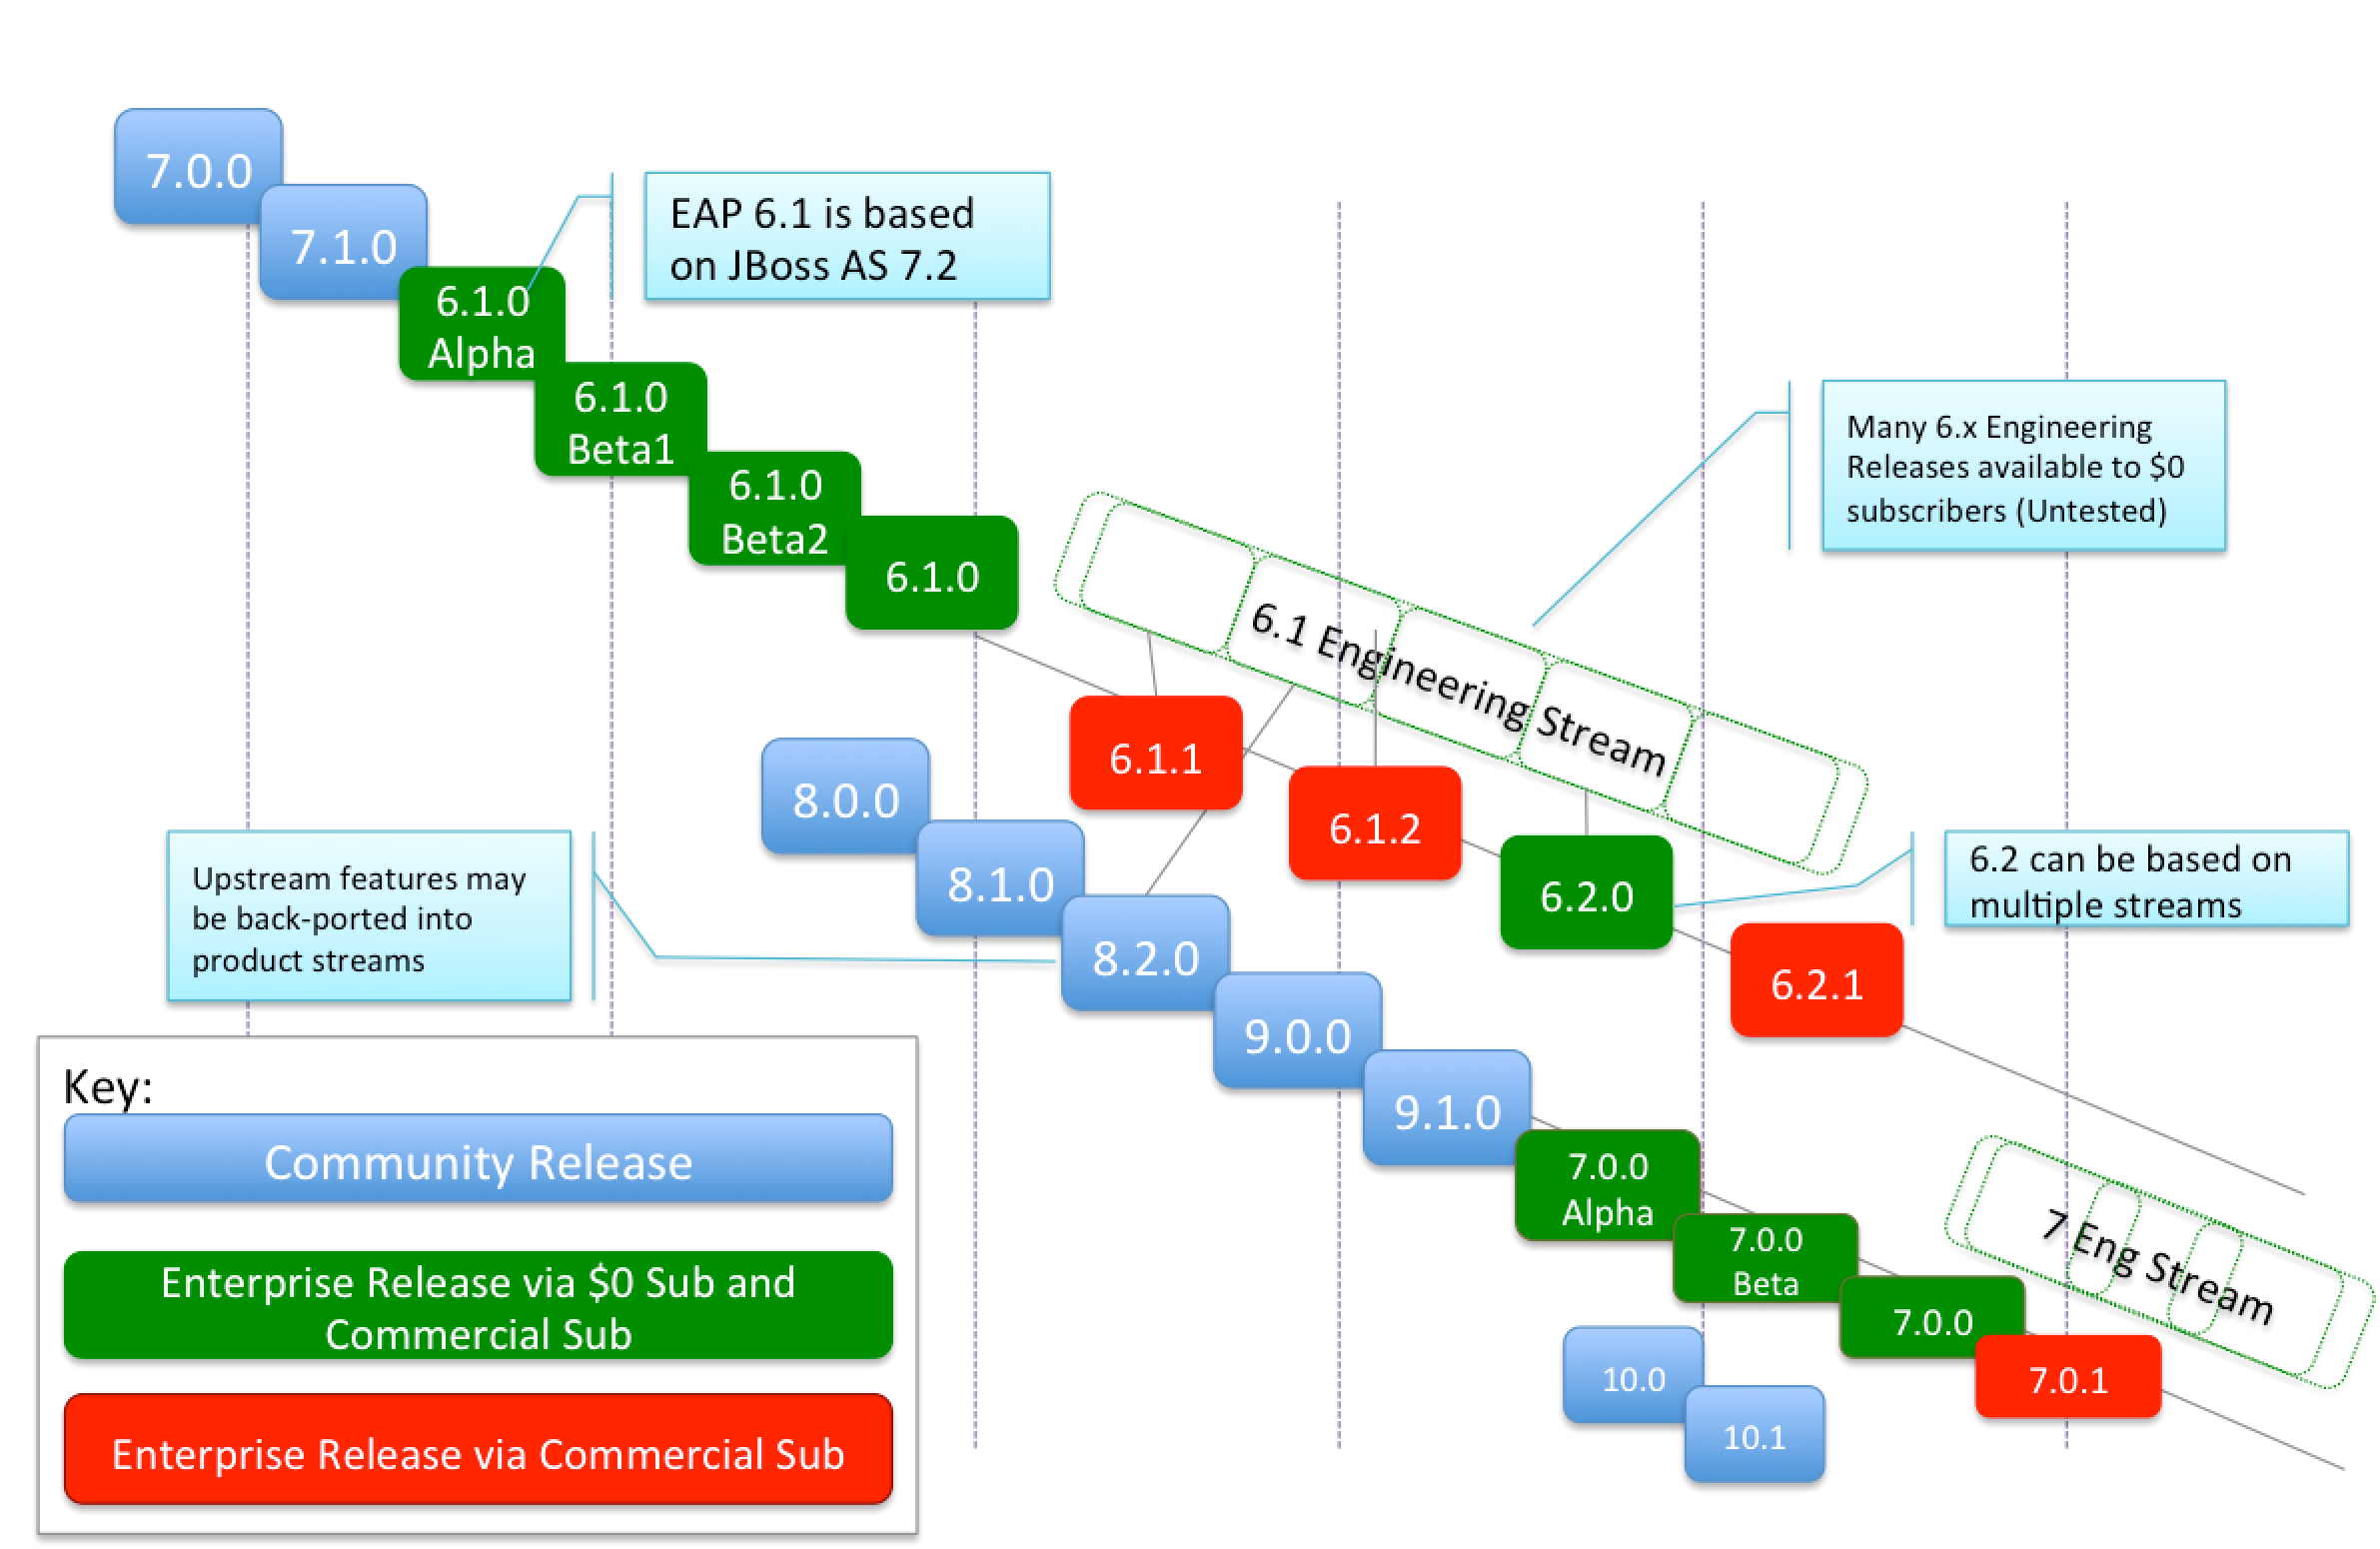 7.0.0
7.1.0
EAP 6.1 is based
on JBoss AS 7.2
6.1.0
Alpha
6.1.0
Beta1
6.1.0
Beta2
6.1.0
Many 6.x Engineering
Releases available to $0
subscribers (Untested)
6.1 Engineering Stream
6.1.1
6.1.2
6.2.0
6.2.1
6.2 can be based on
multiple streams
8.0.0
8.1.0
8.2.0
9.0.0
9.1.0
Upstream features may
be back-ported into
product streams
7.0.0
Alpha
7.0.0
Beta
7.0.0
7.0.1
7 Eng Stream
10.0
10.1
Key:
Community Release
Enterprise Release via $0 Sub and
Commercial Sub
Enterprise Release via Commercial Sub